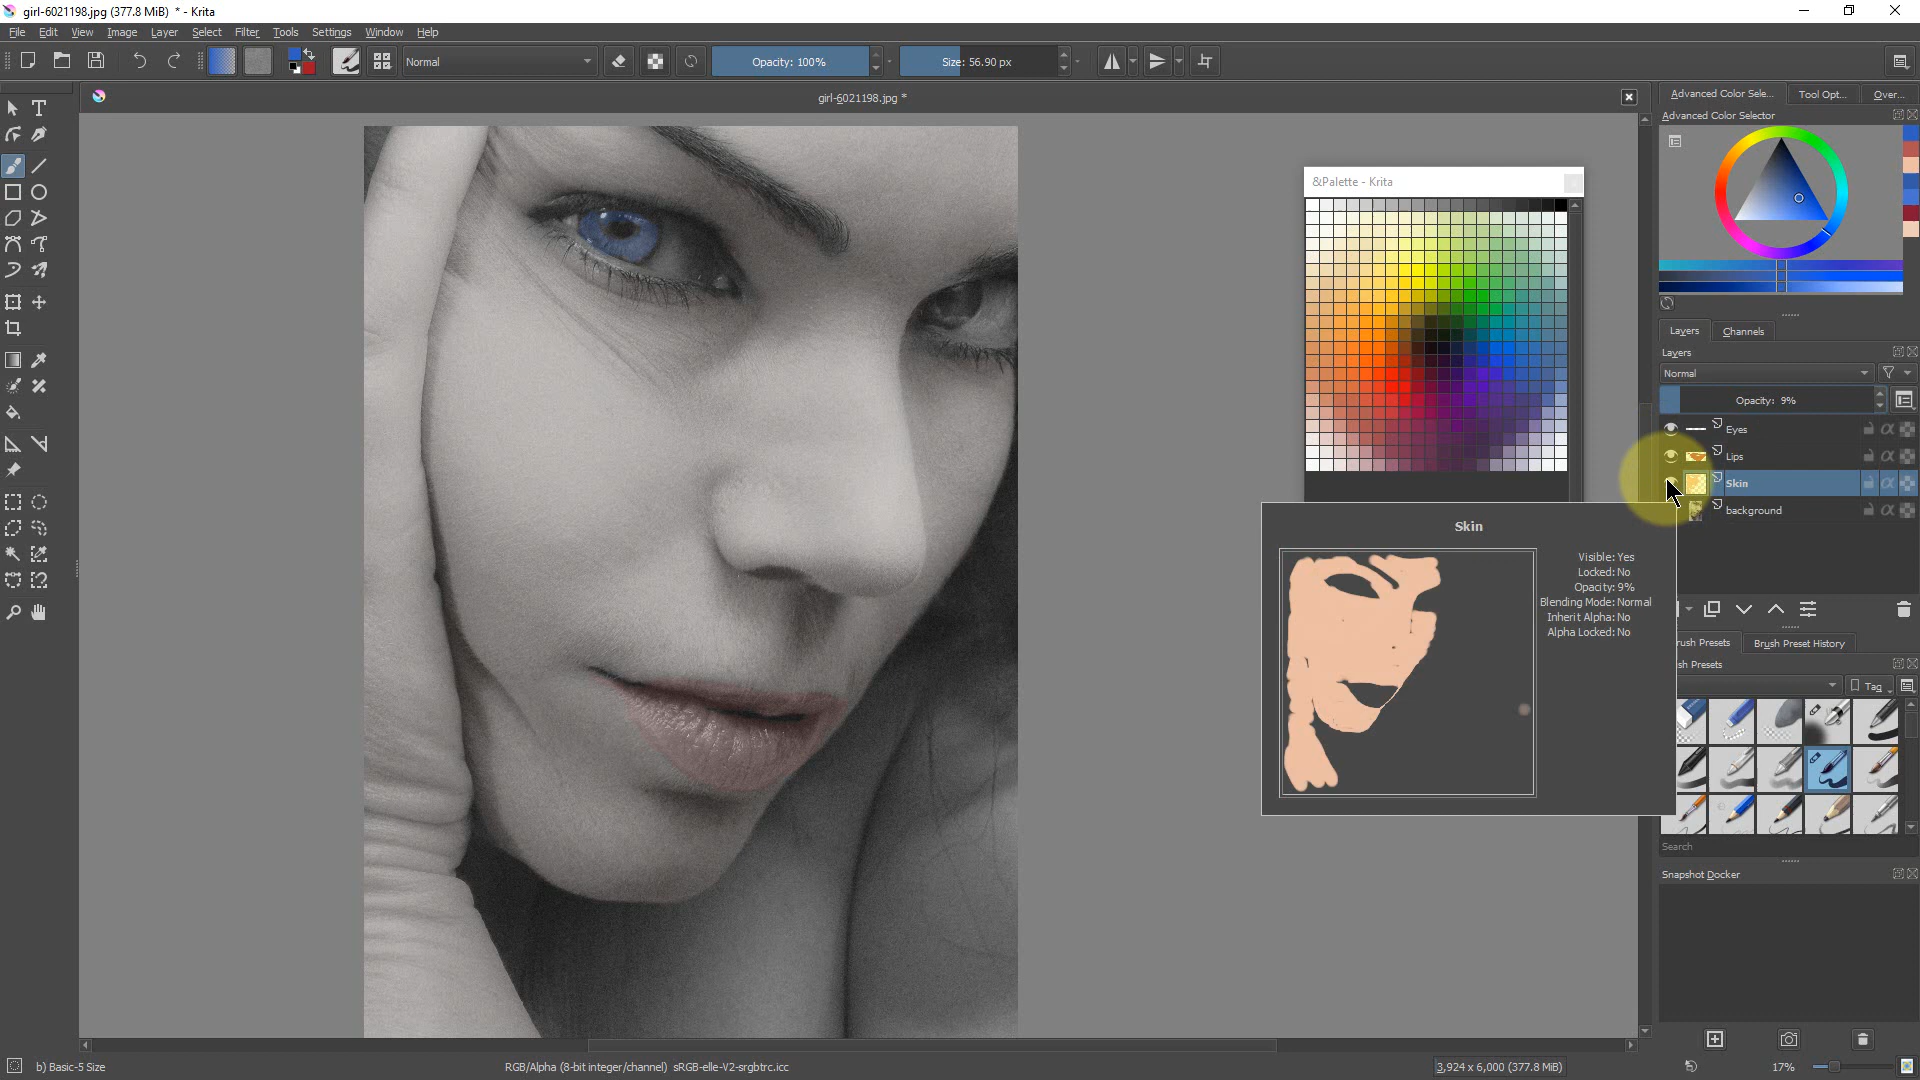 girl-6021198.jpg (377.8 MiB) * - Krita
File Edit View Image Layer Select Filter Tools Settings Window Help
Normal
Opacity: 100%
Size: 56.90 px
girl-6021198.jpg *
Advanced Color Sele...
Tool Opt...
Over...
Advanced Color Selector
&Palette - Krita
Layers
Channels
Layers
Normal
Opacity: 9%
Eyes
Lips
Skin
background
Skin
Visible: Yes
Locked: No
Opacity: 9%
Blending Mode: Normal
Inherit Alpha: No
Alpha Locked: No
rush Presets
Brush Preset History
sh Presets
Tag
Search
Snapshot Docker
b) Basic-5 Size
RGB/Alpha (8-bit integer/channel) sRGB-elle-V2-srgbtrc.icc
3,924 x 6,000 (377.8 MiB)
17%